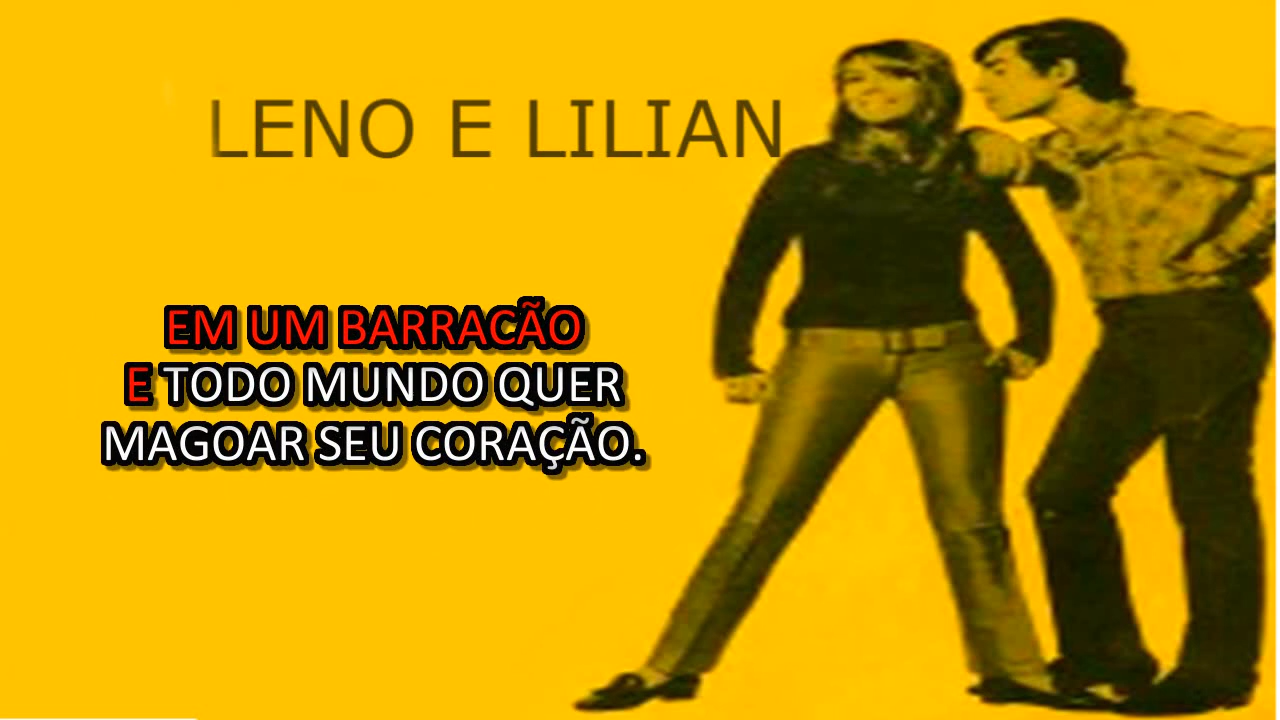 LENO E LILIAN
EM UM BARRACÃO
E TODO MUNDO QUER
MAGOAR SEU CORAÇÃO.